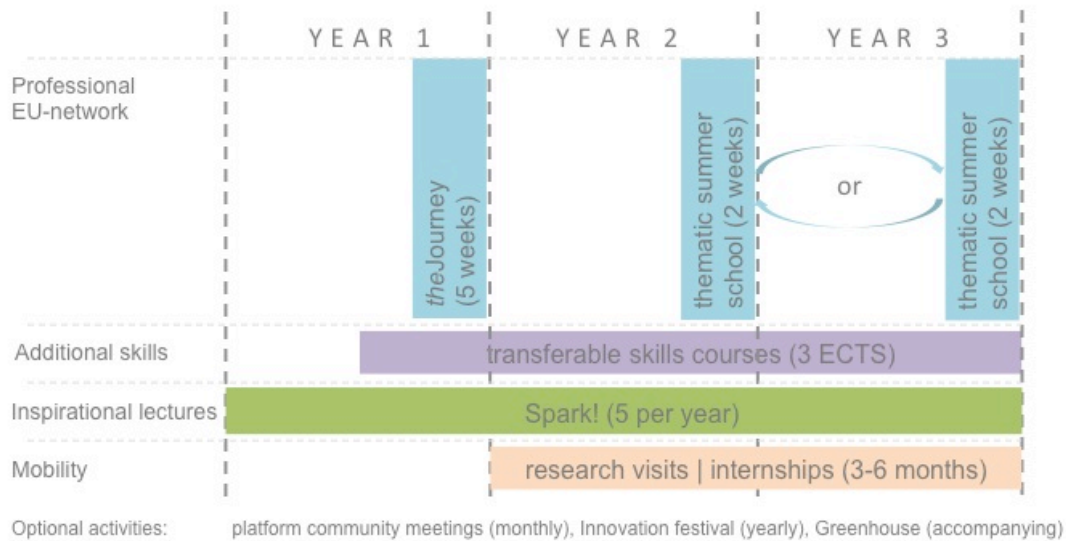 YEAR 1 YEAR 2 YEAR 3
Professional
EU-network
theJourney
(5 weeks)
thematic summer
school (2 weeks)
or
thematic summer
school (2 weeks)
Additional skills
transferable skills courses (3 ECTS)
Inspirational lectures
Spark! (5 per year)
Mobility
research visits | internships (3-6 months)
Optional activities: platform community meetings (monthly), Innovation festival (yearly), Greenhouse (accompanying)